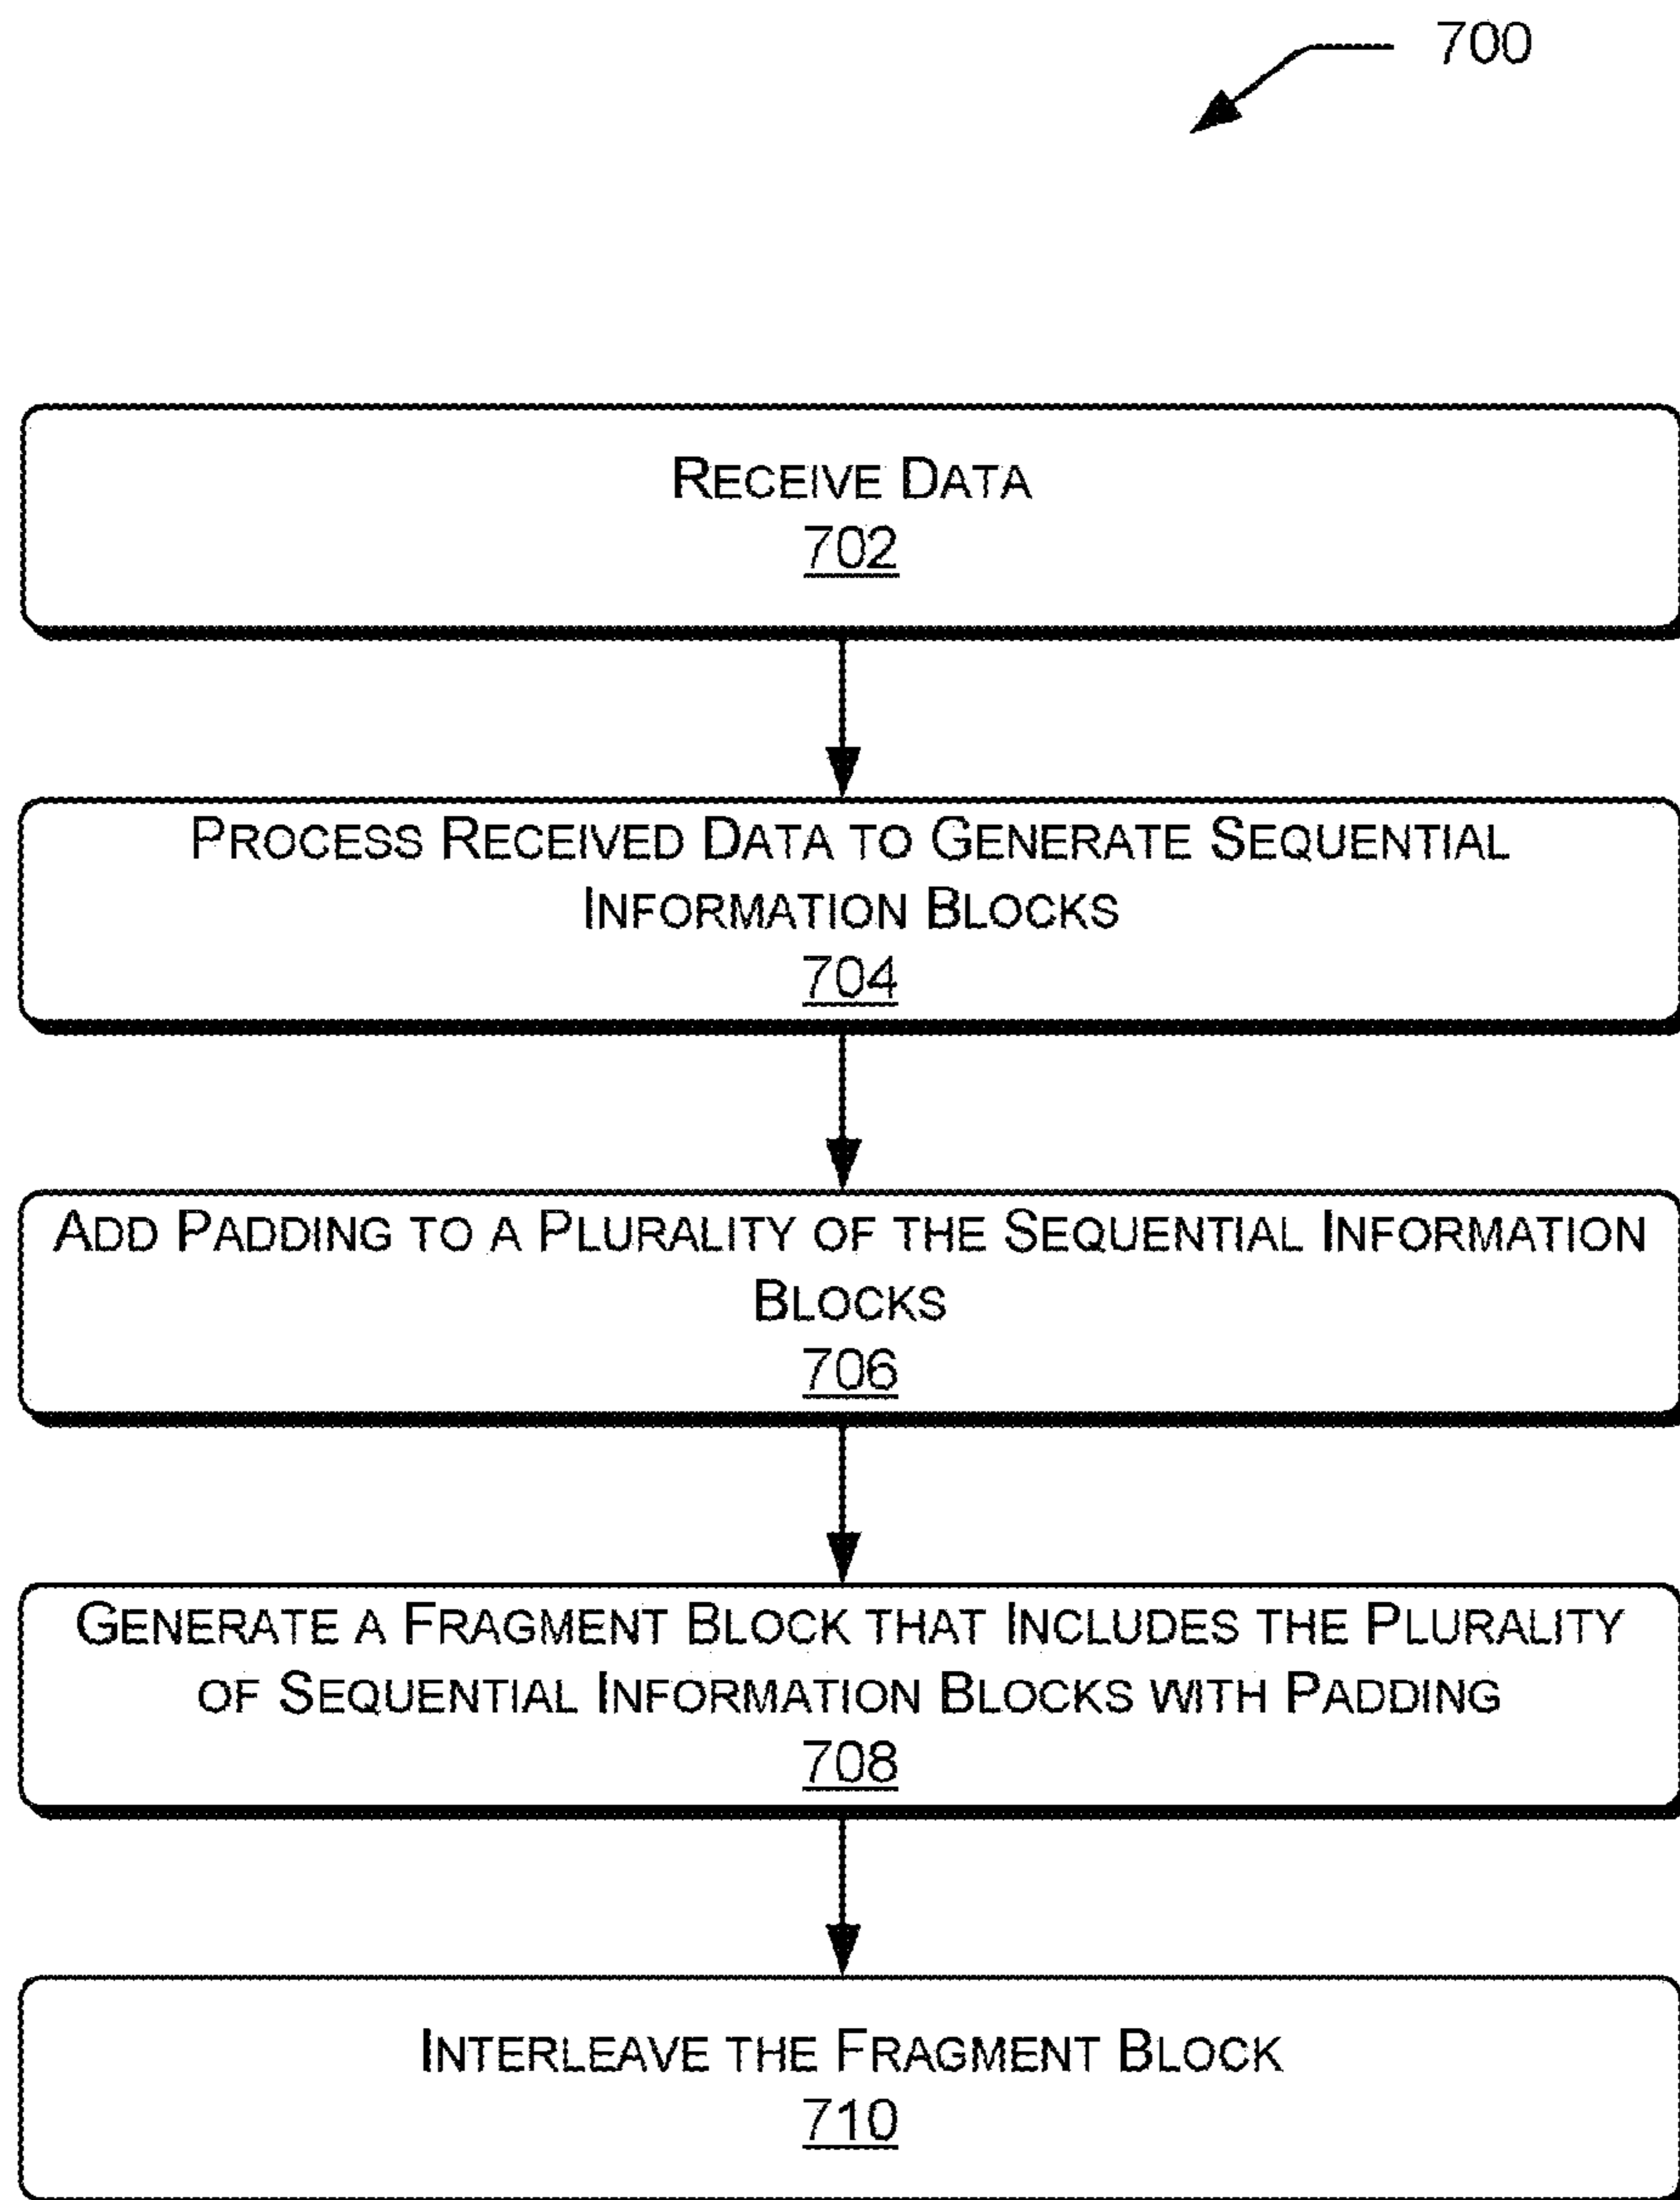 700
RECEIVE DATA
702
PROCESS RECEIVED DATA TO GENERATE SEQUENTIAL
INFORMATION BLOCKS
704
ADD PADDING TO A PLURALITY OF THE SEQUENTIAL INFORMATION
BLOCKS
706
GENERATE A FRAGMENT BLOCK THAT INCLUDES THE PLURALITY
OF SEQUENTIAL INFORMATION BLOCKS WITH PADDING
708
INTERLEAVE THE FRAGMENT BLOCK
710